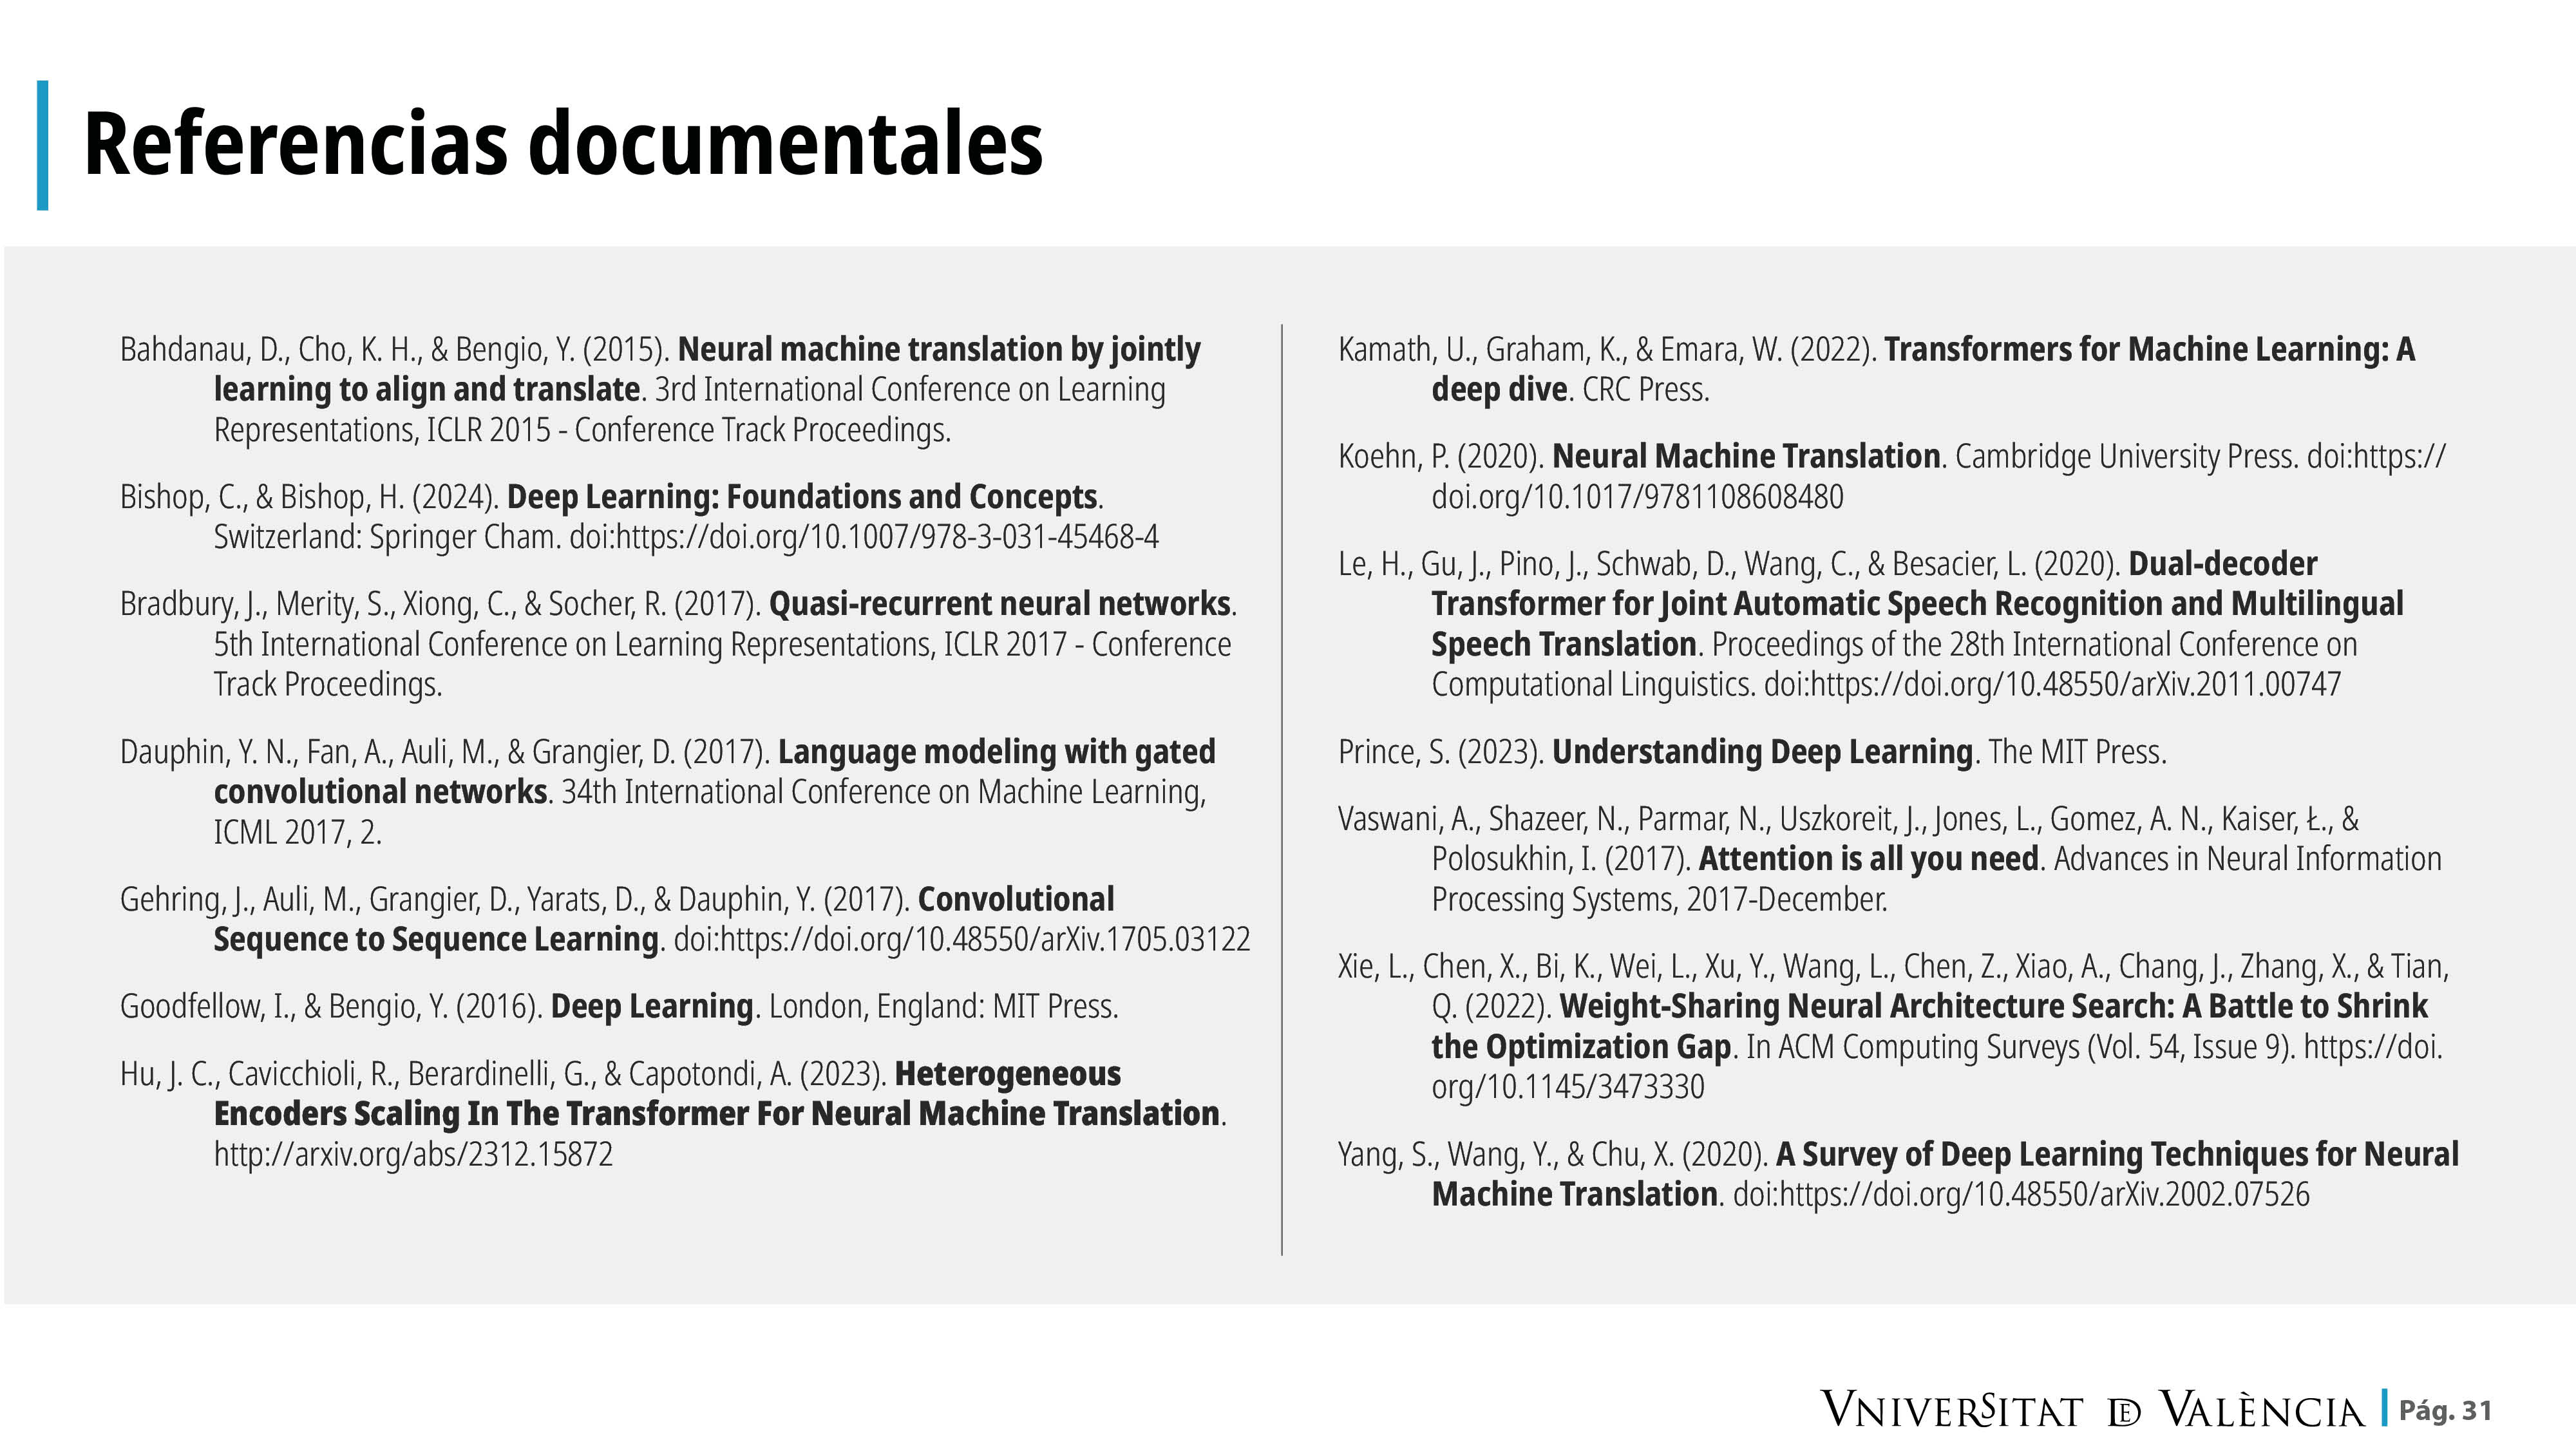 Referencias documentales
Bahdanau, D., Cho, K. H., & Bengio, Y. (2015). Neural machine translation by jointly
learning to align and translate. 3rd International Conference on Learning
Representations, ICLR 2015 - Conference Track Proceedings.
Bishop, C., & Bishop, H. (2024). Deep Learning: Foundations and Concepts.
Switzerland: Springer Cham. doi:https://doi.org/10.1007/978-3-031-45468-4
Bradbury, J., Merity, S., Xiong, C., & Socher, R. (2017). Quasi-recurrent neural networks.
5th International Conference on Learning Representations, ICLR 2017 - Conference
Track Proceedings.
Dauphin, Y. N., Fan, A., Auli, M., & Grangier, D. (2017). Language modeling with gated
convolutional networks. 34th International Conference on Machine Learning,
ICML 2017, 2.
Gehring, J., Auli, M., Grangier, D., Yarats, D., & Dauphin, Y. (2017). Convolutional
Sequence to Sequence Learning. doi:https://doi.org/10.48550/arXiv.1705.03122
Goodfellow, I., & Bengio, Y. (2016). Deep Learning. London, England: MIT Press.
Hu, J. C., Cavicchioli, R., Berardinelli, G., & Capotondi, A. (2023). Heterogeneous
Encoders Scaling In The Transformer For Neural Machine Translation.
http://arxiv.org/abs/2312.15872
Kamath, U., Graham, K., & Emara, W. (2022). Transformers for Machine Learning: A
deep dive. CRC Press.
Koehn, P. (2020). Neural Machine Translation. Cambridge University Press. doi:https://
doi.org/10.1017/9781108608480
Le, H., Gu, J., Pino, J., Schwab, D., Wang, C., & Besacier, L. (2020). Dual-decoder
Transformer for Joint Automatic Speech Recognition and Multilingual
Speech Translation. Proceedings of the 28th International Conference on
Computational Linguistics. doi:https://doi.org/10.48550/arXiv.2011.00747
Prince, S. (2023). Understanding Deep Learning. The MIT Press.
Vaswani, A., Shazeer, N., Parmar, N., Uszkoreit, J., Jones, L., Gomez, A. N., Kaiser, Ł., &
Polosukhin, I. (2017). Attention is all you need. Advances in Neural Information
Processing Systems, 2017-December.
Xie, L., Chen, X., Bi, K., Wei, L., Xu, Y., Wang, L., Chen, Z., Xiao, A., Chang, J., Zhang, X., & Tian,
Q. (2022). Weight-Sharing Neural Architecture Search: A Battle to Shrink
the Optimization Gap. In ACM Computing Surveys (Vol. 54, Issue 9). https://doi.
org/10.1145/3473330
Yang, S., Wang, Y., & Chu, X. (2020). A Survey of Deep Learning Techniques for Neural
Machine Translation. doi:https://doi.org/10.48550/arXiv.2002.07526
VNIVERSITAT DE VALÈNCIA Pág. 31